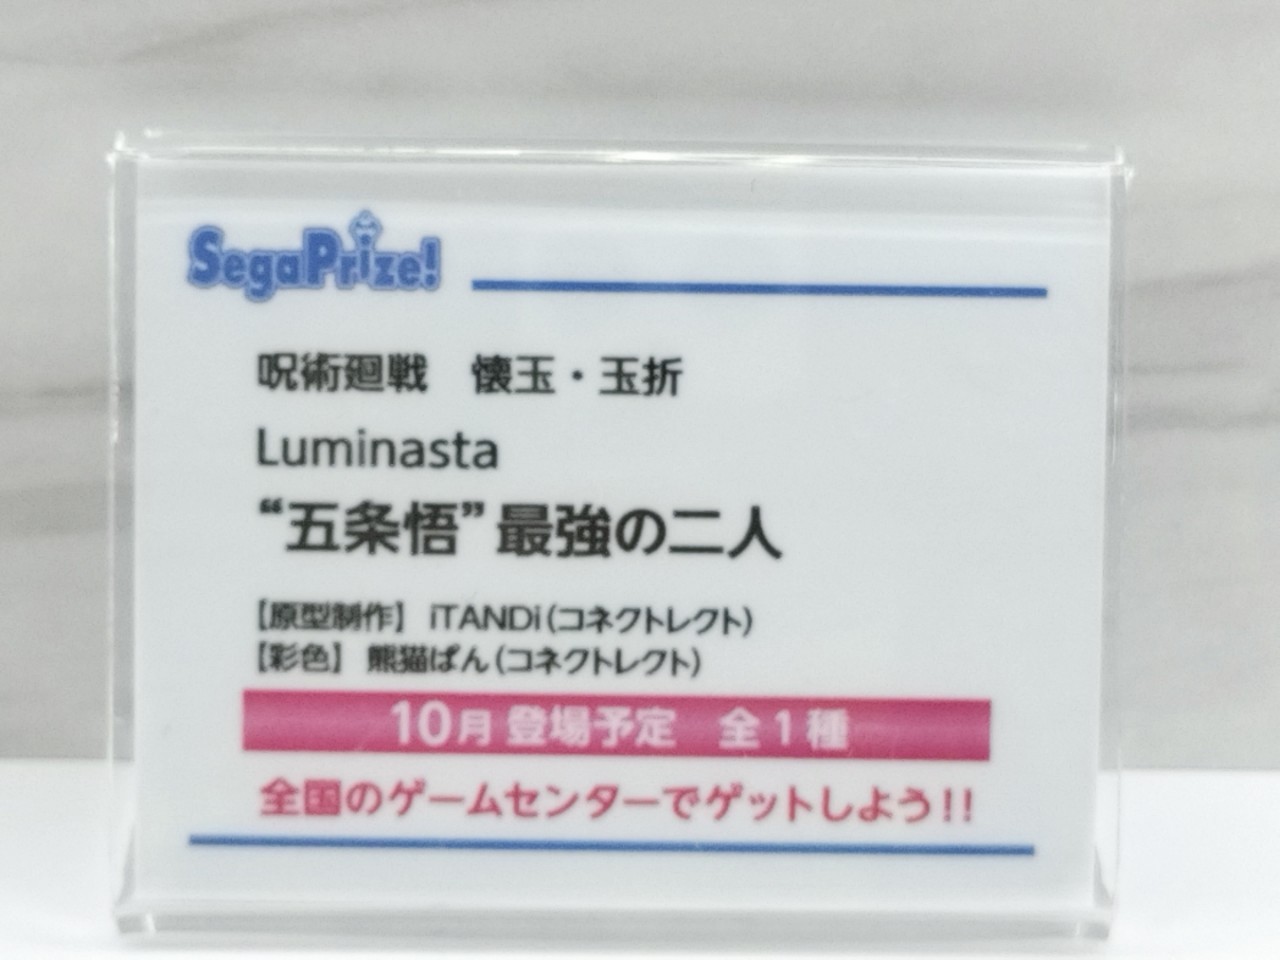 SegaPrize!
呪術廻戦　懐玉・玉折
Luminasta
“五条悟”最強の二人
【原型制作】 iTANDi（コネクトレクト）
【彩色】 熊猫ぱん（コネクトレクト）
10月 登場予定　全1種
全国のゲームセンターでゲットしよう!!